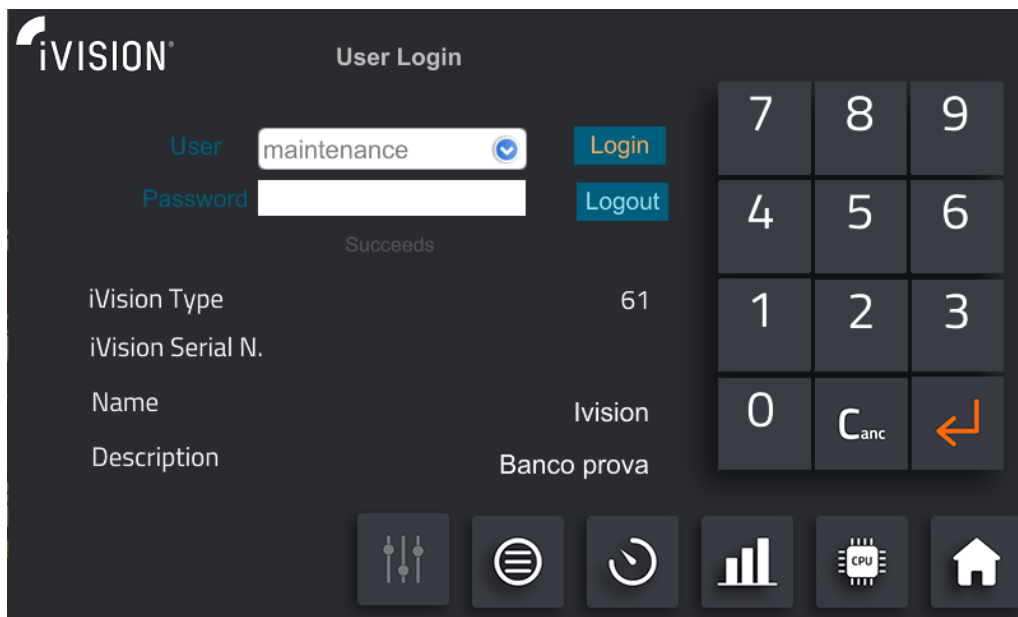 iVISION®
User Login
User maintenance Login
Password Logout
Succeeds
iVision Type 61
iVision Serial N.
Name Ivision
Description Banco prova
7 8 9
4 5 6
1 2 3
0 Canc
CPU